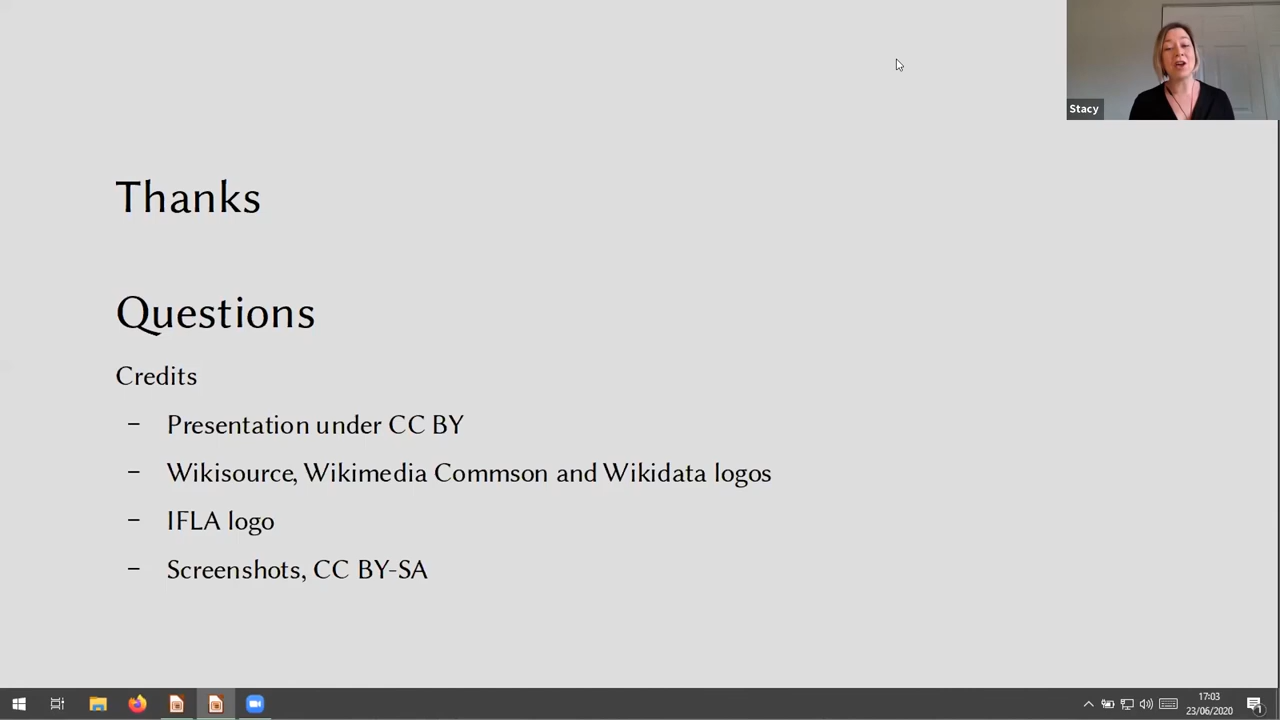 Stacy
Thanks
Questions
Credits
– Presentation under CC BY
– Wikisource, Wikimedia Commson and Wikidata logos
– IFLA logo
– Screenshots, CC BY-SA
17:03
23/06/2020
1